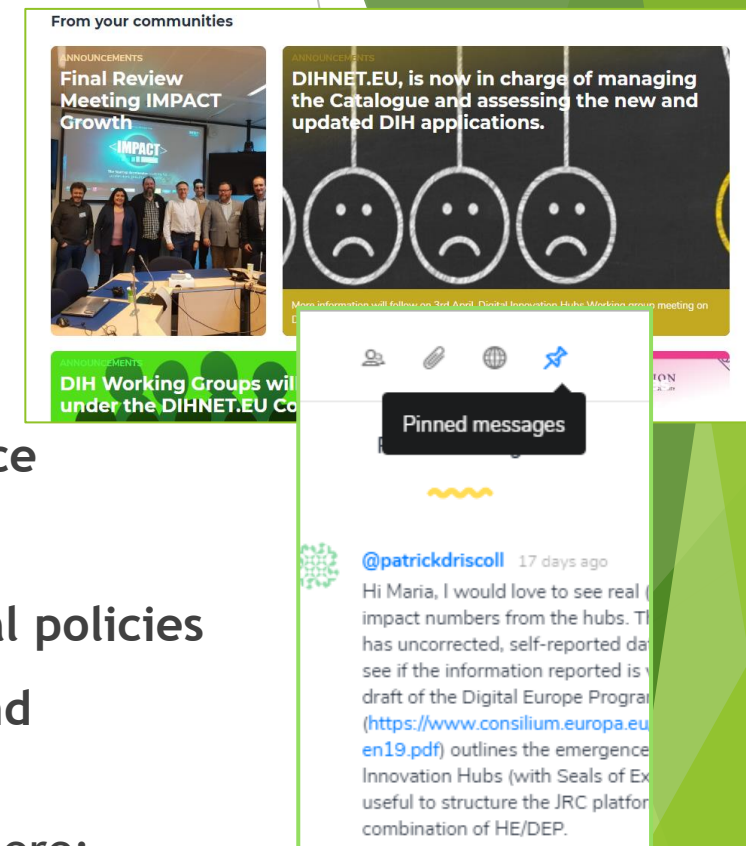 From your communities
ANNOUNCEMENTS
Final Review
Meeting IMPACT
Growth
<IMPACT>
ANNOUNCEMENTS
DIHNET.EU, is now in charge of managing
the Catalogue and assessing the new and
updated DIH applications.
More information will follow on 3rd April, Digital Innovation Hubs Working group meeting on
ANNOUNCEMENTS
DIH Working Groups wil
under the DIHNET.EU Co
ION
Pinned messages
@patrickdriscoll 17 days ago
Hi Maria, I would love to see real (
impact numbers from the hubs. Th
has uncorrected, self-reported dat
see if the information reported is
draft of the Digital Europe Program
(https://www.consilium.europa.eu
en19.pdf) outlines the emergence
Innovation Hubs (with Seals of Ex
useful to structure the JRC platfor
combination of HE/DEP.
ce
al policies
nd